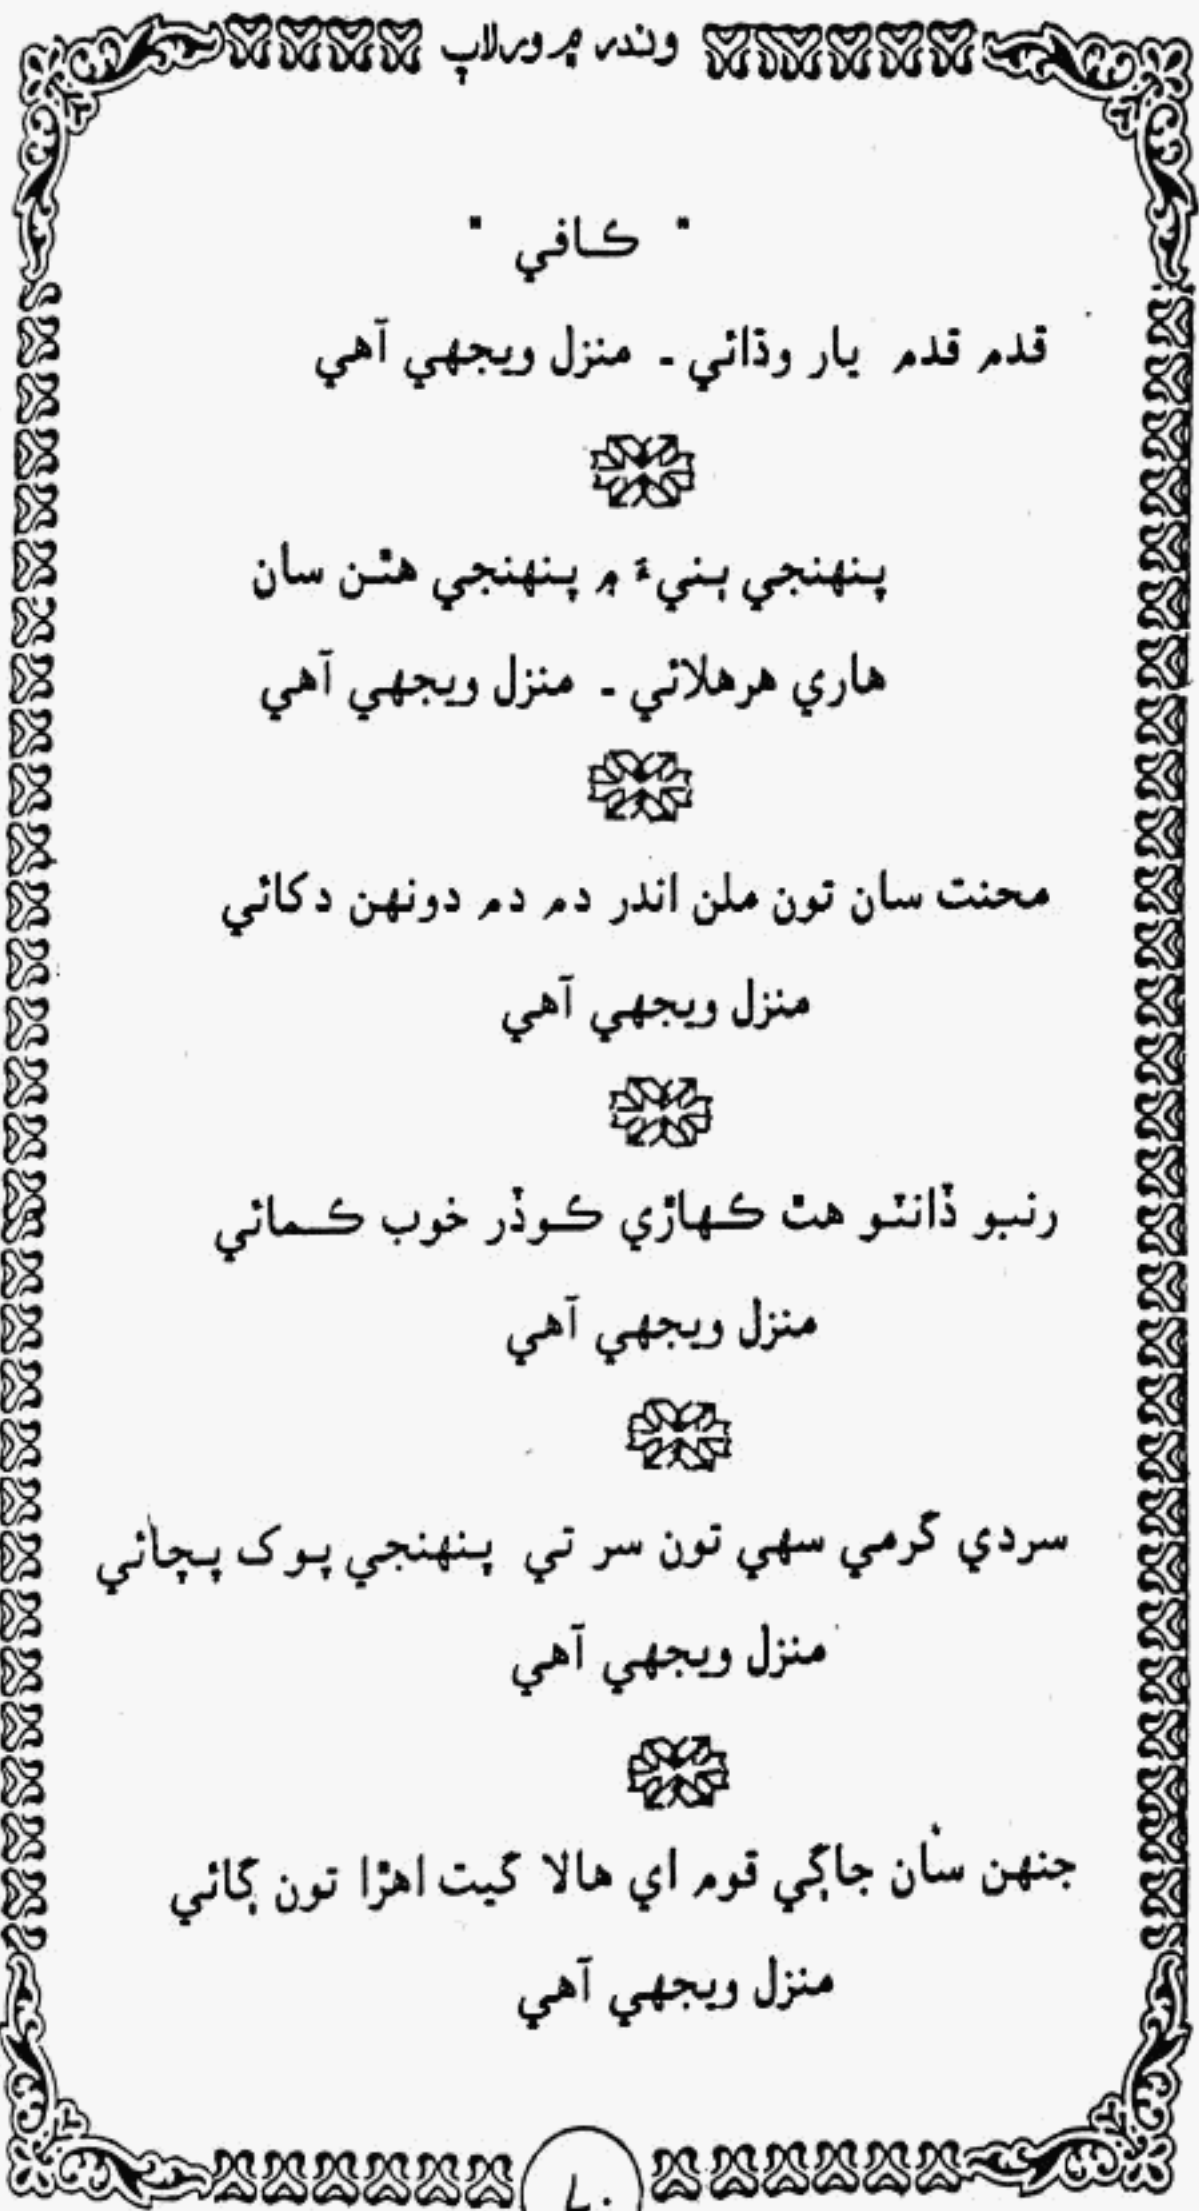 وندر ۾ ورلاپ
" ڪافي "
قدم قدم يار وڌائي ۔ منزل ويجهي آهي
پنهنجي ٻنيءَ ۾ پنهنجي هٿن سان
هاري هرهلائي ۔ منزل ويجهي آهي
محنت سان تون ملن اندر دم دم دونهن دکائي
منزل ويجهي آهي
رنبو ڏانٽو هٿ ڪهاڙي ڪوڏر خوب ڪمائي
منزل ويجهي آهي
سردي گرمي سهي تون سر تي پنهنجي پوک پچائي
منزل ويجهي آهي
جنهن سان جاڳي قوم اي هالا گيت اهڙا تون ڳائي
منزل ويجهي آهي